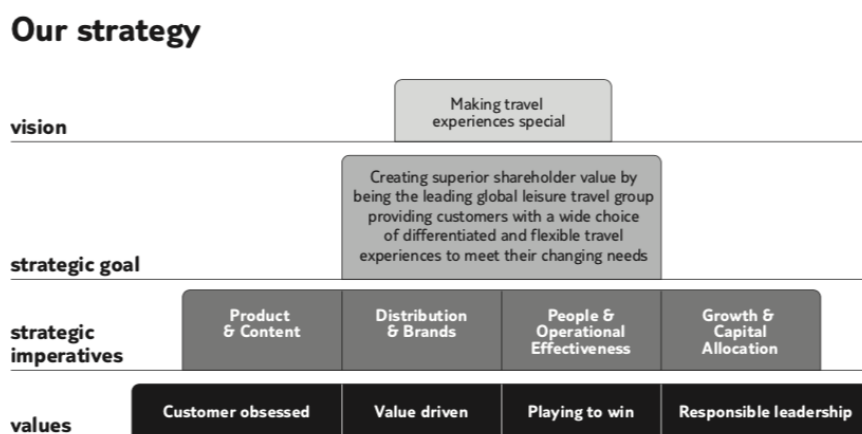 Our strategy
vision
Making travel
experiences special
strategic goal
Creating superior shareholder value by
being the leading global leisure travel group
providing customers with a wide choice
of differentiated and flexible travel
experiences to meet their changing needs
strategic
imperatives
Product
& Content
Distribution
& Brands
People &
Operational
Effectiveness
Growth &
Capital
Allocation
values
Customer obsessed
Value driven
Playing to win
Responsible leadership